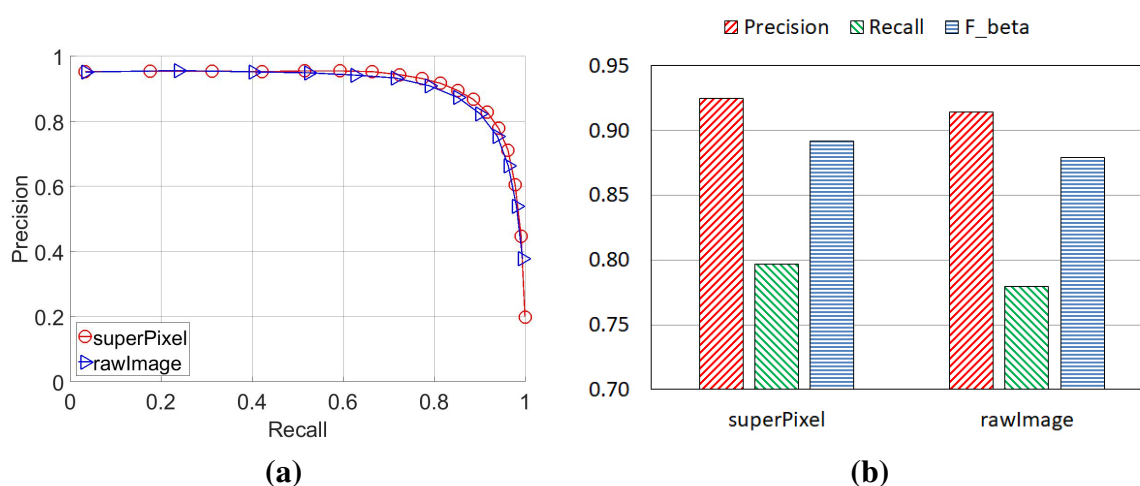 1
0.8
0.6
0.4
0.2
0
Precision
superPixel
rawImage
0 0.2 0.4 0.6 0.8 1
Recall
(a)
Precision Recall F_beta
0.95
0.90
0.85
0.80
0.75
0.70
superPixel rawImage
(b)